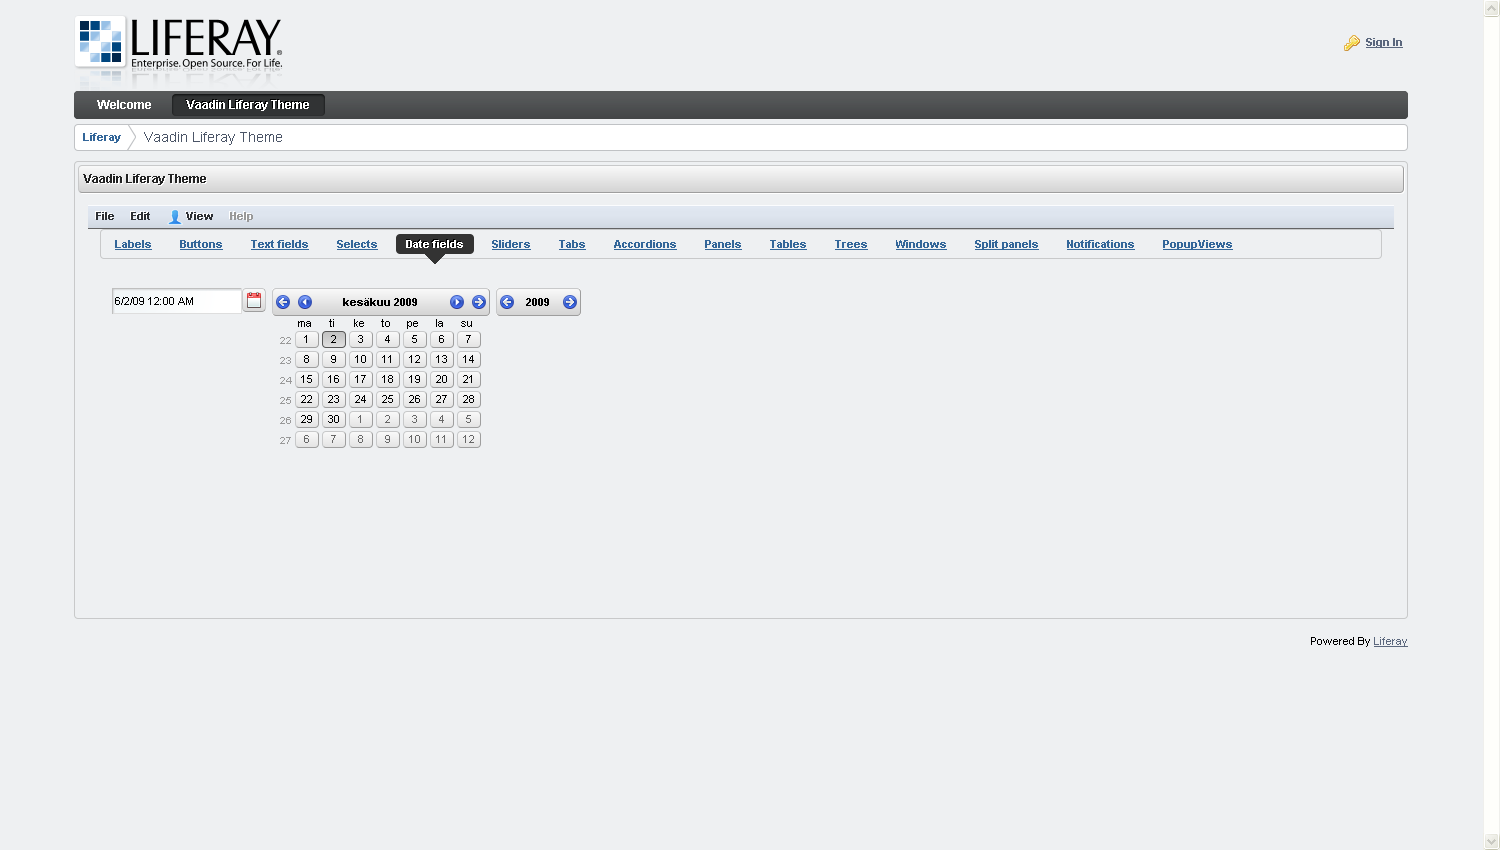 LIFERAY®
Enterprise. Open Source. For Life.
Sign In
Welcome Vaadin Liferay Theme
Liferay Vaadin Liferay Theme
Vaadin Liferay Theme
File Edit View Help
Labels Buttons Text fields Selects Date fields Sliders Tabs Accordions Panels Tables Trees Windows Split panels Notifications PopupViews
6/2/09 12:00 AM kesäkuu 2009 2009
ma ti ke to pe la su
22 1 2 3 4 5 6 7
23 8 9 10 11 12 13 14
24 15 16 17 18 19 20 21
25 22 23 24 25 26 27 28
26 29 30 1 2 3 4 5
27 6 7 8 9 10 11 12
Powered By Liferay